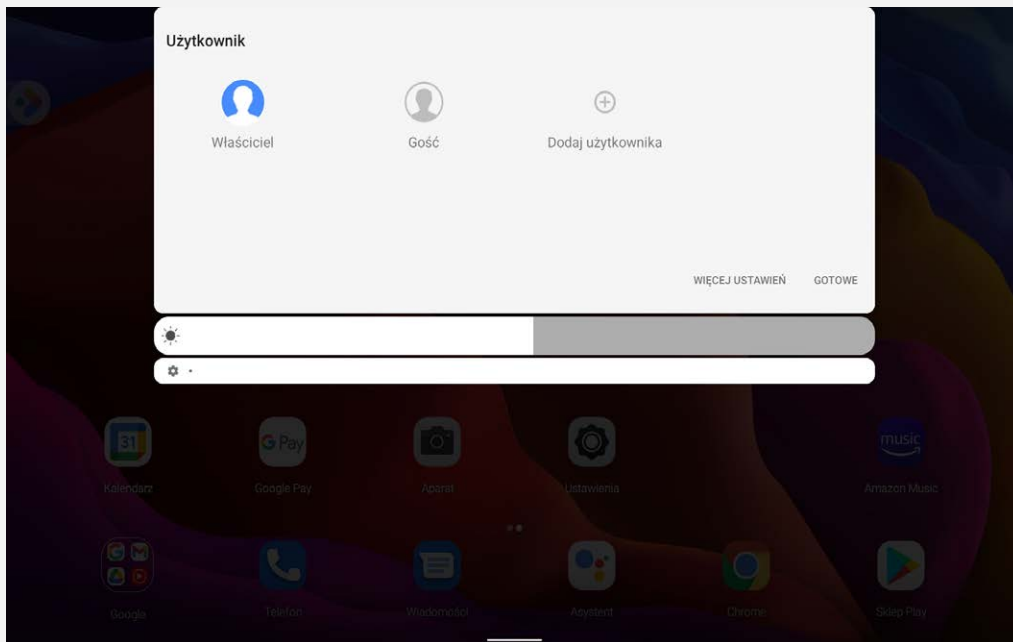 Użytkownik
Właściciel Gość Dodaj użytkownika
WIĘCEJ USTAWIEŃ GOTOWE
31 G Pay music
Kalendarz Google Pay Aparat Ustawienia Amazon Music
Google Telefon Wiadomości Asystent Chrome Sklep Play